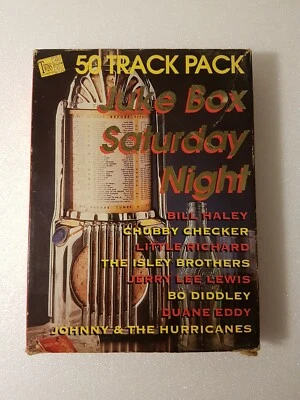 50 TRACK PACK
Juke Box
Saturday
Night
BILL HALEY
CHUBBY CHECKER
LITTLE RICHARD
THE ISLEY BROTHERS
JERRY LEE LEWIS
BO DIDDLEY
DUANE EDDY
JOHNNY & THE HURRICANES